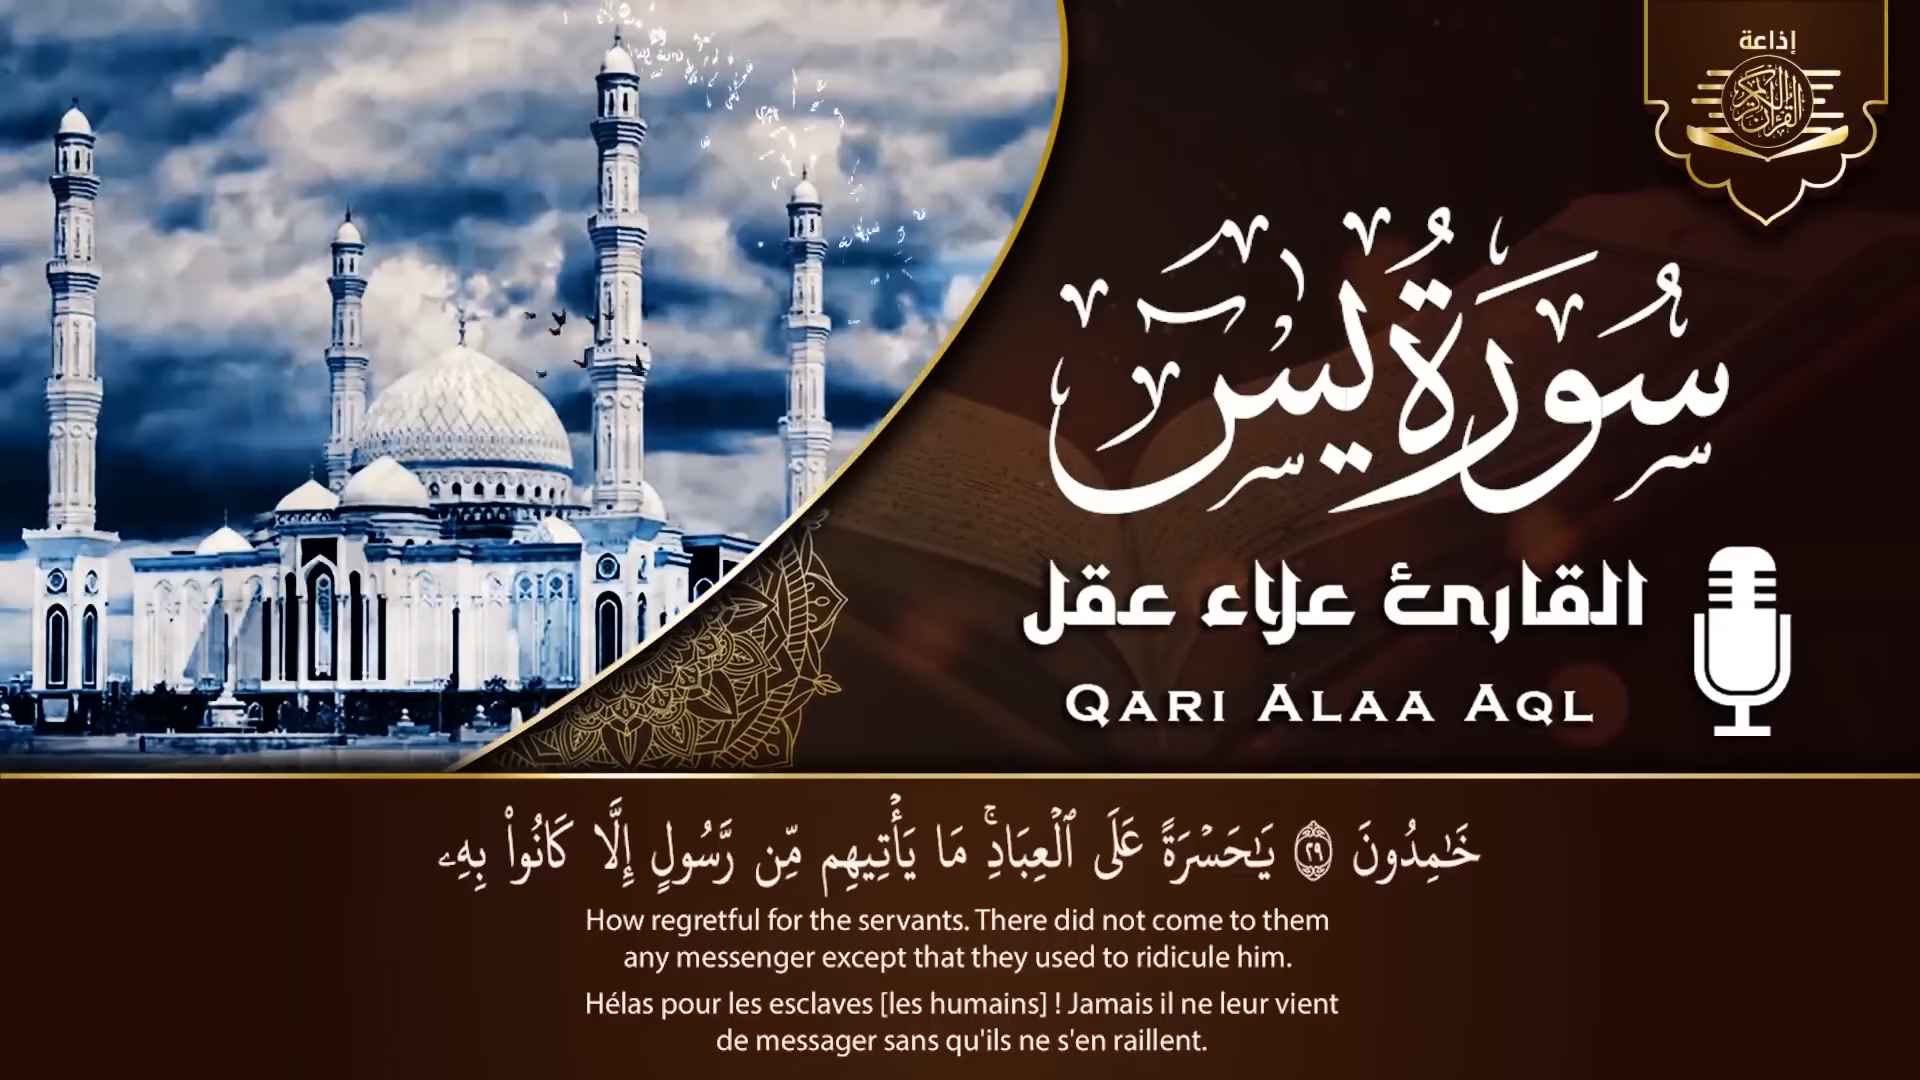 إذاعة
القرآن الكريم
سُورَةُ يسٓ
القارئ علاء عقل
QARI ALAA AQL
خَٰمِدُونَ ٢٩ يَٰحَسْرَةً عَلَى ٱلْعِبَادِۚ مَا يَأْتِيهِم مِّن رَّسُولٍ إِلَّا كَانُوا۟ بِهِۦ
How regretful for the servants. There did not come to them
any messenger except that they used to ridicule him.
Hélas pour les esclaves [les humains] ! Jamais il ne leur vient
de messager sans qu'ils ne s'en raillent.